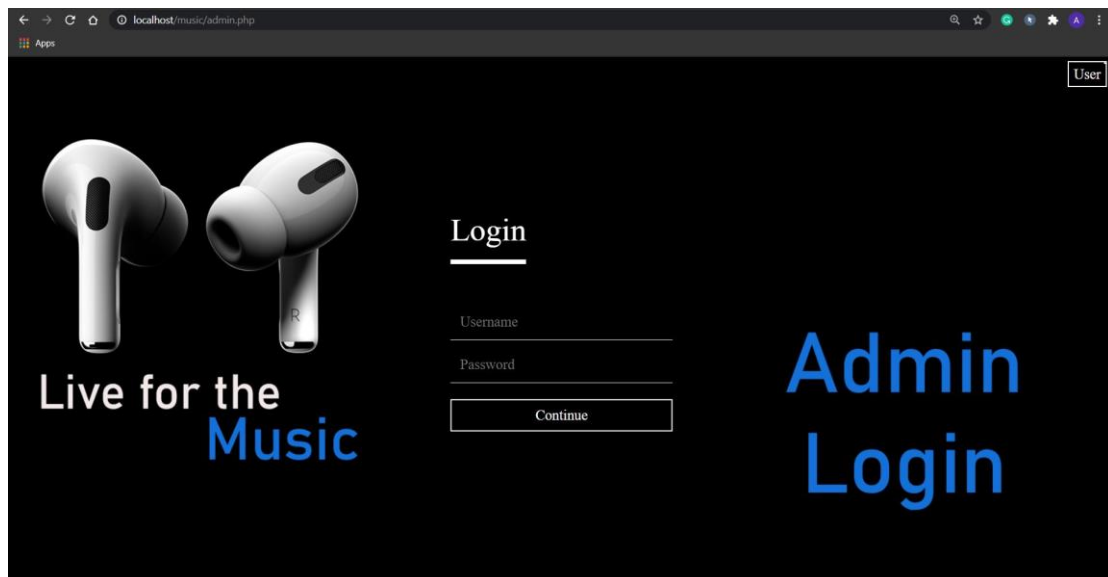 localhost/music/admin.php
A
Apps
User
R
Live for the
Music
Login
Username
Password
Continue
Admin
Login